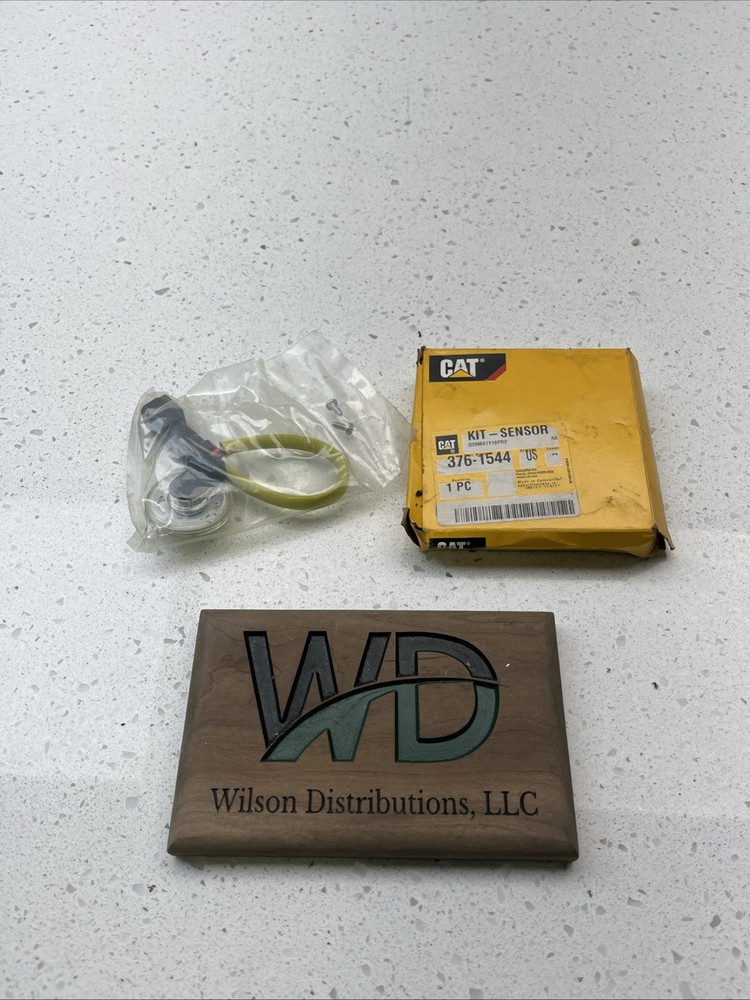 CAT
KIT – SENSOR
CAT
376-1544 US
1 PC
CAT
WD
Wilson Distributions, LLC